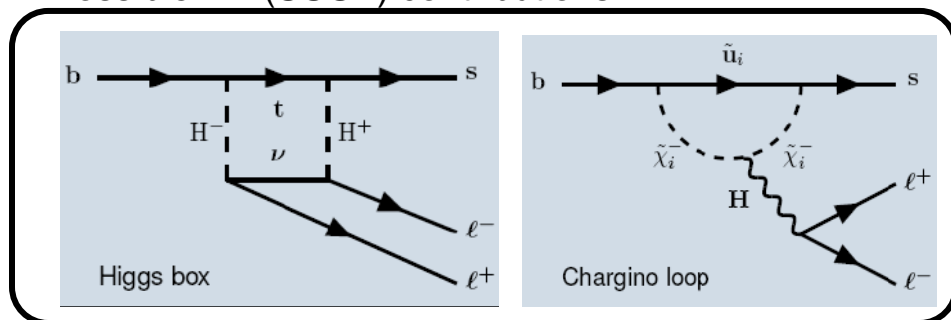 b
s
t
H⁻
H⁺
ν
ℓ⁻
ℓ⁺
Higgs box
ũᵢ
b
s
χ̃ᵢ⁻
χ̃ᵢ⁻
H
ℓ⁺
ℓ⁻
Chargino loop